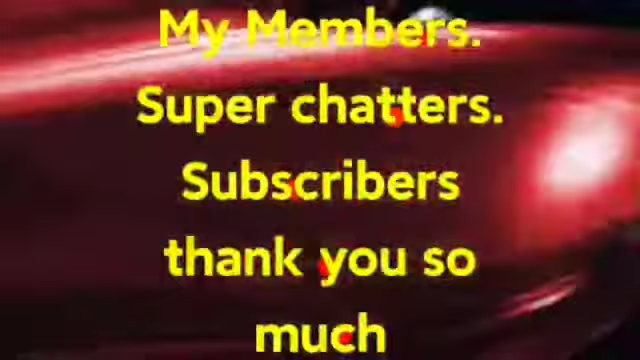 My Members.
Super chatters.
Subscribers
thank you so
much